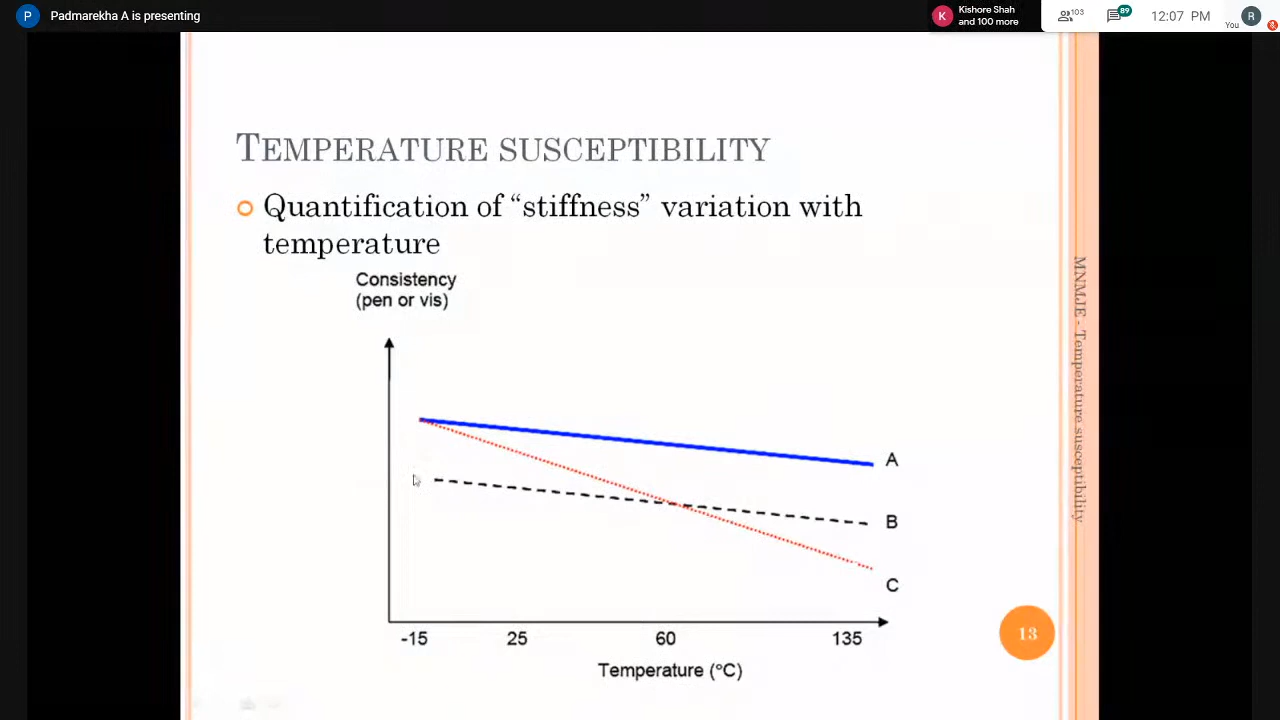 P Padmarekha A is presenting
K Kishore Shah
and 100 more
103
89
12:07 PM
You
R
TEMPERATURE SUSCEPTIBILITY
Quantification of “stiffness” variation with
temperature
Consistency
(pen or vis)
A
B
C
-15 25 60 135
Temperature (°C)
MNMJE - Temperature susceptibility
13